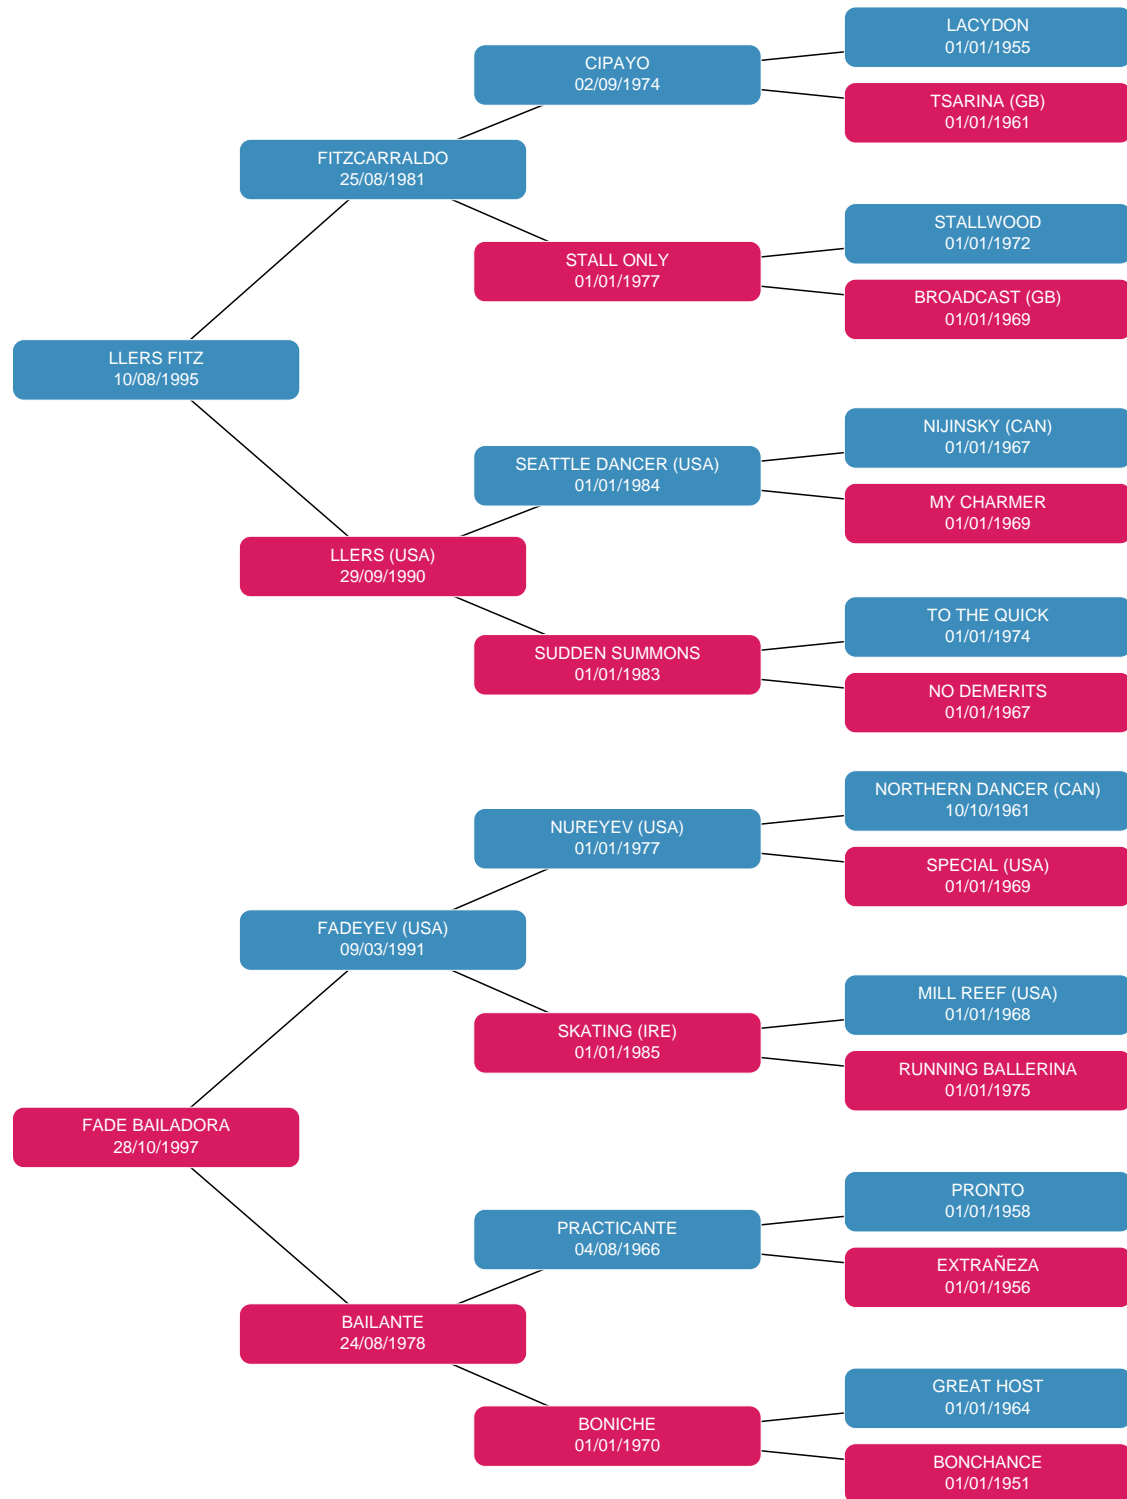 LACYDON
01/01/1955
CIPAYO
02/09/1974
TSARINA (GB)
01/01/1961
FITZCARRALDO
25/08/1981
STALLWOOD
01/01/1972
STALL ONLY
01/01/1977
BROADCAST (GB)
01/01/1969
LLERS FITZ
10/08/1995
NIJINSKY (CAN)
01/01/1967
SEATTLE DANCER (USA)
01/01/1984
MY CHARMER
01/01/1969
LLERS (USA)
29/09/1990
TO THE QUICK
01/01/1974
SUDDEN SUMMONS
01/01/1983
NO DEMERITS
01/01/1967
NORTHERN DANCER (CAN)
10/10/1961
NUREYEV (USA)
01/01/1977
SPECIAL (USA)
01/01/1969
FADEYEV (USA)
09/03/1991
MILL REEF (USA)
01/01/1968
SKATING (IRE)
01/01/1985
RUNNING BALLERINA
01/01/1975
FADE BAILADORA
28/10/1997
PRONTO
01/01/1958
PRACTICANTE
04/08/1966
EXTRAÑEZA
01/01/1956
BAILANTE
24/08/1978
GREAT HOST
01/01/1964
BONICHE
01/01/1970
BONCHANCE
01/01/1951